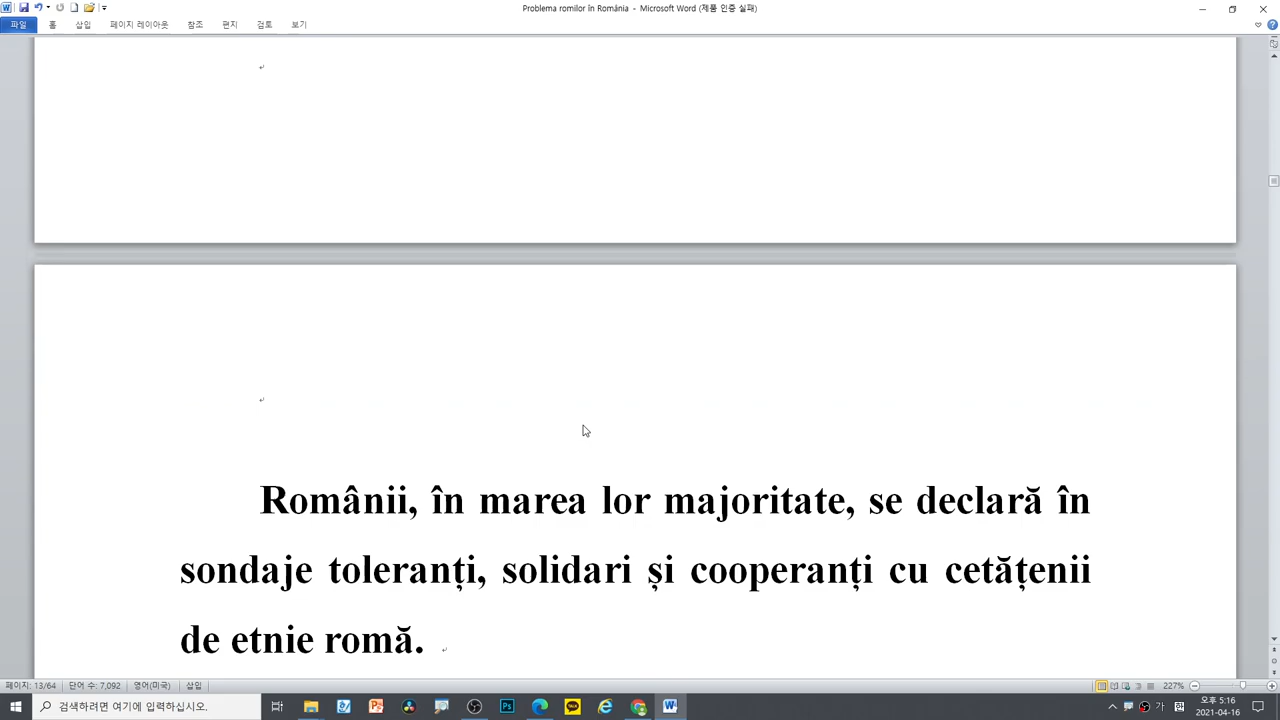 Problema romilor în România - Microsoft Word (제품 인증 실패)
파일 홈 삽입 페이지 레이아웃 참조 편지 검토 보기
Românii, în marea lor majoritate, se declară în
sondaje toleranți, solidari și cooperanți cu cetățenii
de etnie romă.
페이지: 13/64 단어 수: 7,092 영어(미국) 삽입 227%
검색하려면 여기에 입력하십시오. 가 오후 5:16
2021-04-16